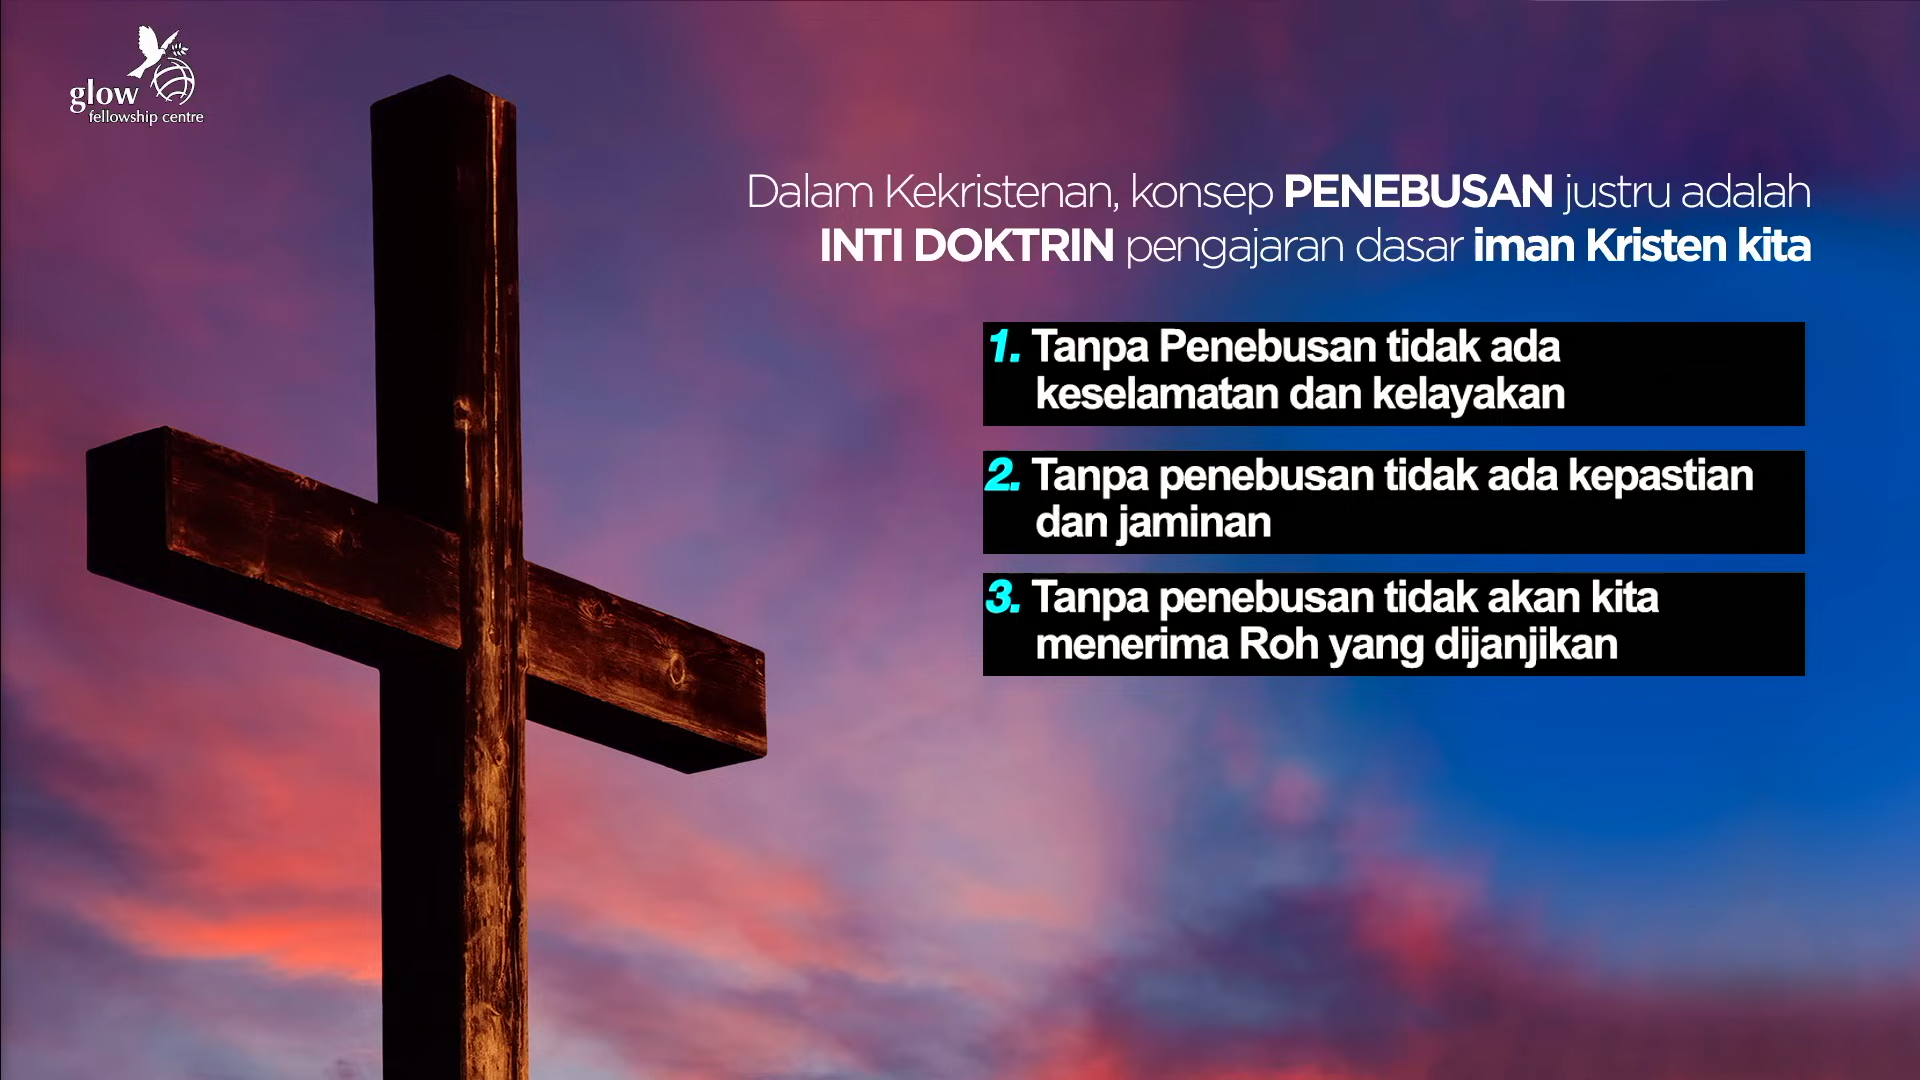 glow
fellowship centre
Dalam Kekristenan, konsep PENEBUSAN justru adalah
INTI DOKTRIN pengajaran dasar iman Kristen kita
1. Tanpa Penebusan tidak ada
keselamatan dan kelayakan
2. Tanpa penebusan tidak ada kepastian
dan jaminan
3. Tanpa penebusan tidak akan kita
menerima Roh yang dijanjikan